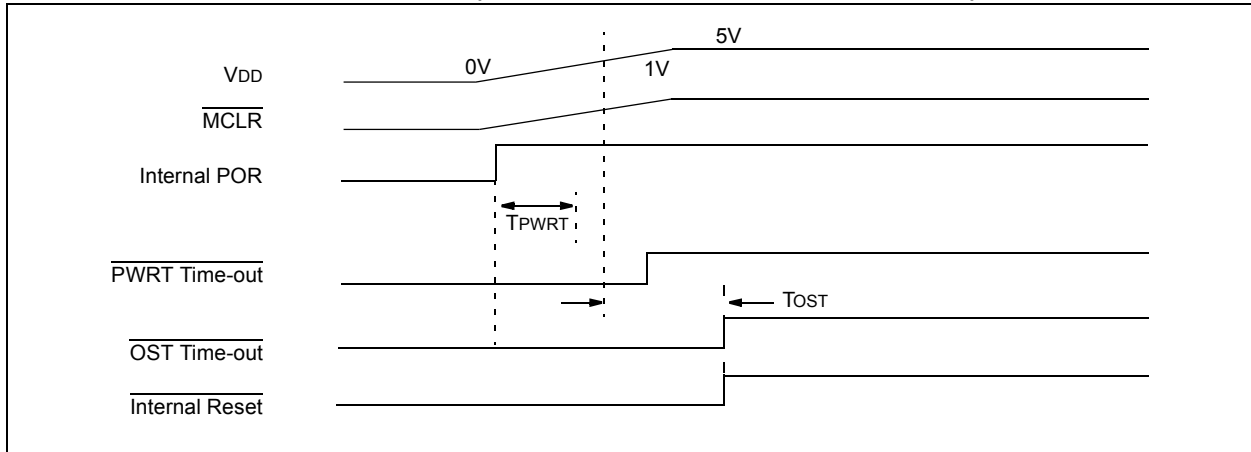 5V
VDD 0V 1V
MCLR
Internal POR
TPWRT
PWRT Time-out
TOST
OST Time-out
Internal Reset